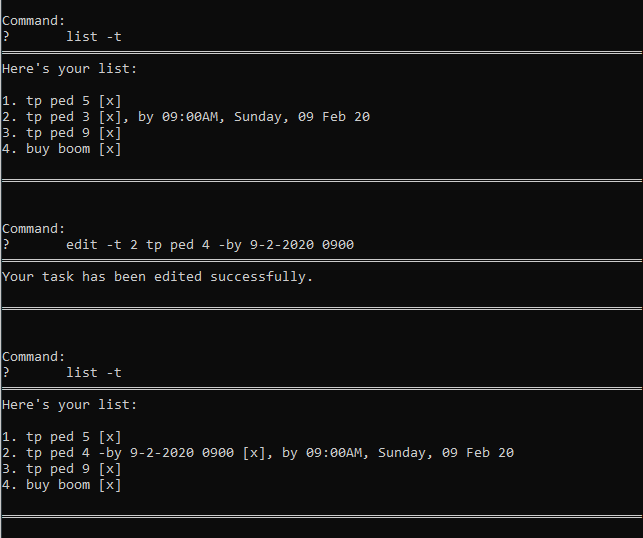 Command:
? list -t
Here's your list:
1. tp ped 5 [x]
2. tp ped 3 [x], by 09:00AM, Sunday, 09 Feb 20
3. tp ped 9 [x]
4. buy boom [x]
Command:
? edit -t 2 tp ped 4 -by 9-2-2020 0900
Your task has been edited successfully.
Command:
? list -t
Here's your list:
1. tp ped 5 [x]
2. tp ped 4 -by 9-2-2020 0900 [x], by 09:00AM, Sunday, 09 Feb 20
3. tp ped 9 [x]
4. buy boom [x]